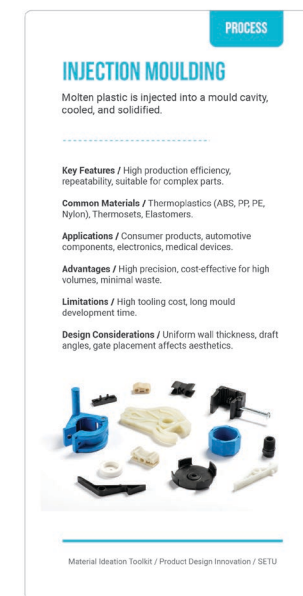 PROCESS
INJECTION MOULDING
Molten plastic is injected into a mould cavity,
cooled, and solidified.
Key Features / High production efficiency,
repeatability, suitable for complex parts.
Common Materials / Thermoplastics (ABS, PP, PE,
Nylon), Thermosets, Elastomers.
Applications / Consumer products, automotive
components, electronics, medical devices.
Advantages / High precision, cost-effective for high
volumes, minimal waste.
Limitations / High tooling cost, long mould
development time.
Design Considerations / Uniform wall thickness, draft
angles, gate placement affects aesthetics.
Material Ideation Toolkit / Product Design Innovation / SETU